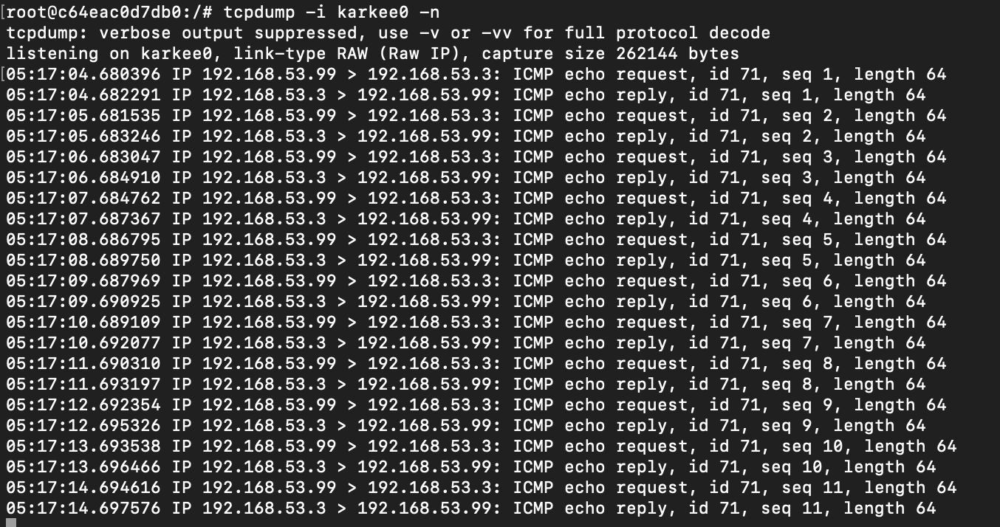 [root@c64eac0d7db0:/# tcpdump -i karkee0 -n
tcpdump: verbose output suppressed, use -v or -vv for full protocol decode
listening on karkee0, link-type RAW (Raw IP), capture size 262144 bytes
[05:17:04.680396 IP 192.168.53.99 > 192.168.53.3: ICMP echo request, id 71, seq 1, length 64
05:17:04.682291 IP 192.168.53.3 > 192.168.53.99: ICMP echo reply, id 71, seq 1, length 64
05:17:05.681535 IP 192.168.53.99 > 192.168.53.3: ICMP echo request, id 71, seq 2, length 64
05:17:05.683246 IP 192.168.53.3 > 192.168.53.99: ICMP echo reply, id 71, seq 2, length 64
05:17:06.683047 IP 192.168.53.99 > 192.168.53.3: ICMP echo request, id 71, seq 3, length 64
05:17:06.684910 IP 192.168.53.3 > 192.168.53.99: ICMP echo reply, id 71, seq 3, length 64
05:17:07.684762 IP 192.168.53.99 > 192.168.53.3: ICMP echo request, id 71, seq 4, length 64
05:17:07.687367 IP 192.168.53.3 > 192.168.53.99: ICMP echo reply, id 71, seq 4, length 64
05:17:08.686795 IP 192.168.53.99 > 192.168.53.3: ICMP echo request, id 71, seq 5, length 64
05:17:08.689750 IP 192.168.53.3 > 192.168.53.99: ICMP echo reply, id 71, seq 5, length 64
05:17:09.687969 IP 192.168.53.99 > 192.168.53.3: ICMP echo request, id 71, seq 6, length 64
05:17:09.690925 IP 192.168.53.3 > 192.168.53.99: ICMP echo reply, id 71, seq 6, length 64
05:17:10.689109 IP 192.168.53.99 > 192.168.53.3: ICMP echo request, id 71, seq 7, length 64
05:17:10.692077 IP 192.168.53.3 > 192.168.53.99: ICMP echo reply, id 71, seq 7, length 64
05:17:11.690310 IP 192.168.53.99 > 192.168.53.3: ICMP echo request, id 71, seq 8, length 64
05:17:11.693197 IP 192.168.53.3 > 192.168.53.99: ICMP echo reply, id 71, seq 8, length 64
05:17:12.692354 IP 192.168.53.99 > 192.168.53.3: ICMP echo request, id 71, seq 9, length 64
05:17:12.695326 IP 192.168.53.3 > 192.168.53.99: ICMP echo reply, id 71, seq 9, length 64
05:17:13.693538 IP 192.168.53.99 > 192.168.53.3: ICMP echo request, id 71, seq 10, length 64
05:17:13.696466 IP 192.168.53.3 > 192.168.53.99: ICMP echo reply, id 71, seq 10, length 64
05:17:14.694616 IP 192.168.53.99 > 192.168.53.3: ICMP echo request, id 71, seq 11, length 64
05:17:14.697576 IP 192.168.53.3 > 192.168.53.99: ICMP echo reply, id 71, seq 11, length 64